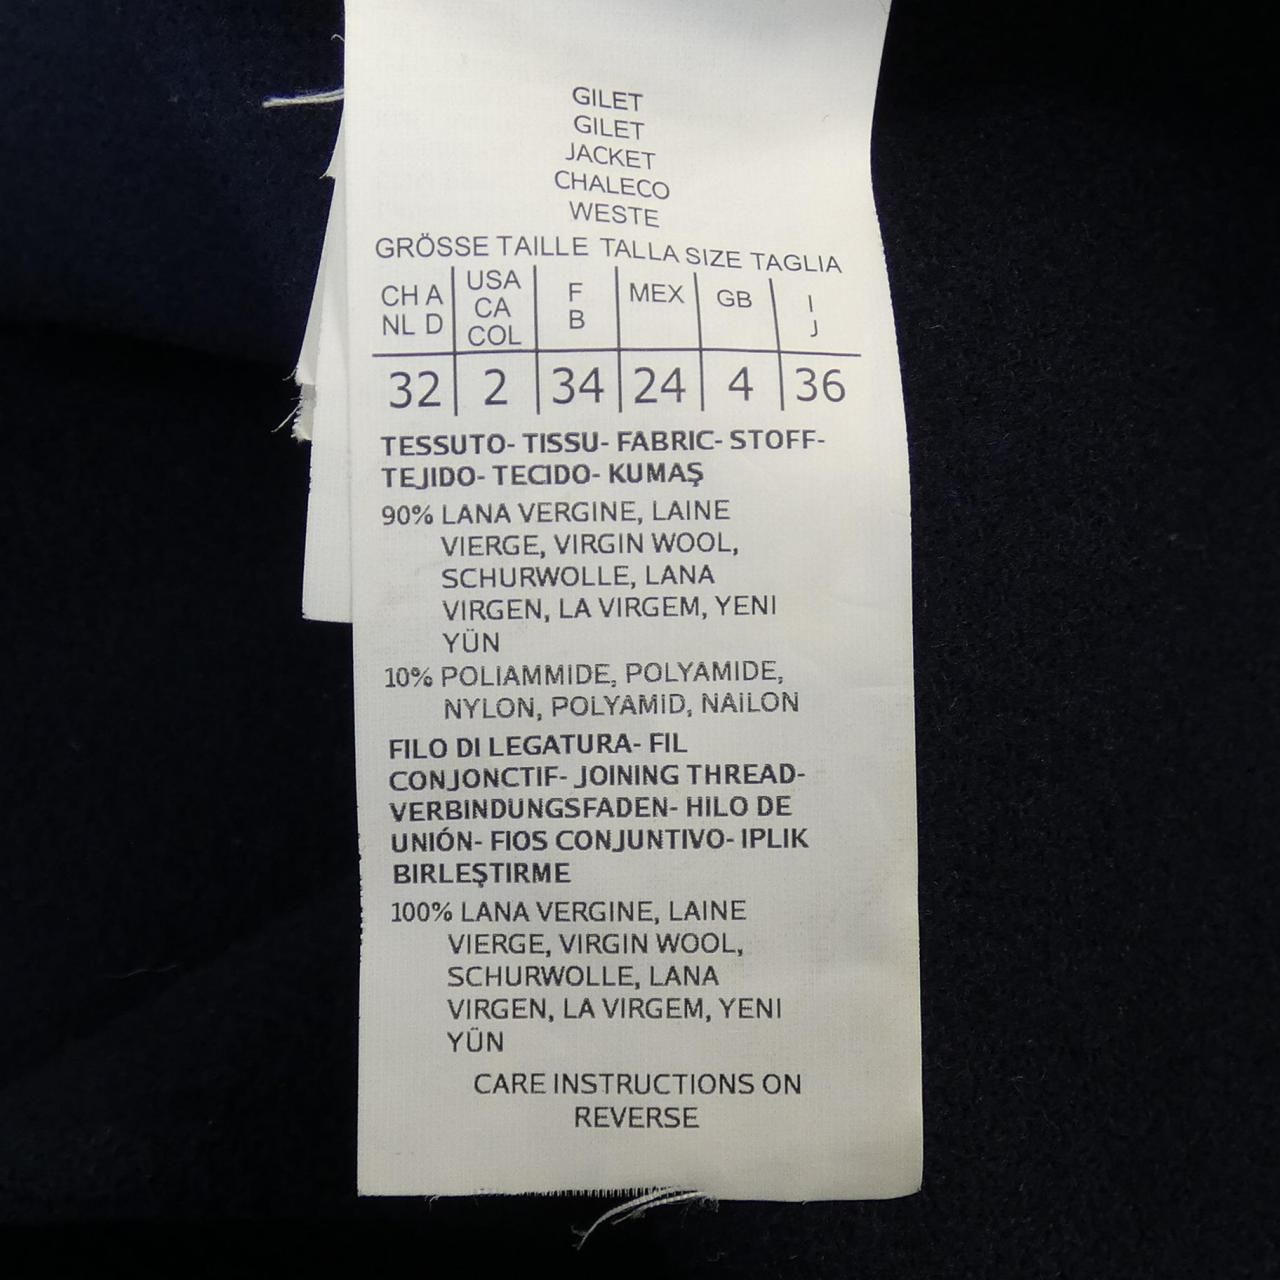 GILET
GILET
JACKET
CHALECO
WESTE
GRÖSSE TAILLE TALLA SIZE TAGLIA
CH A NL D | USA CA COL | F B | MEX | GB | I J
32 | 2 | 34 | 24 | 4 | 36
TESSUTO- TISSU- FABRIC- STOFF-
TEJIDO- TECIDO- KUMAŞ
90% LANA VERGINE, LAINE
VIERGE, VIRGIN WOOL,
SCHURWOLLE, LANA
VIRGEN, LA VIRGEM, YENI
YÜN
10% POLIAMMIDE, POLYAMIDE,
NYLON, POLYAMID, NAILON
FILO DI LEGATURA- FIL
CONJONCTIF- JOINING THREAD-
VERBINDUNGSFADEN- HILO DE
UNIÓN- FIOS CONJUNTIVO- IPLIK
BIRLEŞTIRME
100% LANA VERGINE, LAINE
VIERGE, VIRGIN WOOL,
SCHURWOLLE, LANA
VIRGEN, LA VIRGEM, YENI
YÜN
CARE INSTRUCTIONS ON
REVERSE